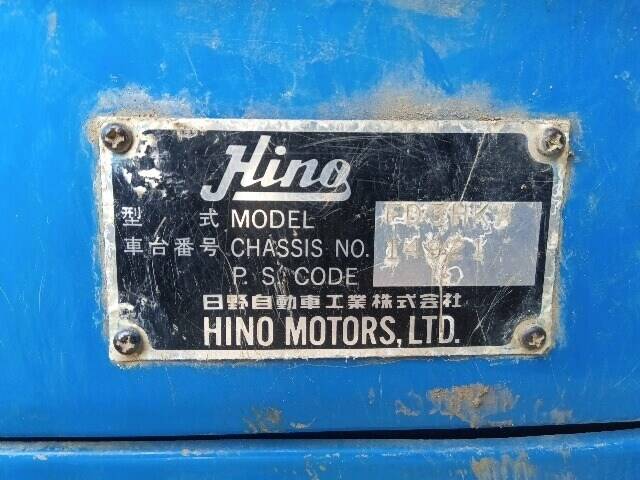 Hino
型 式 MODEL
車台番号 CHASSIS NO.
P. S. CODE
日野自動車工業株式会社
HINO MOTORS, LTD.